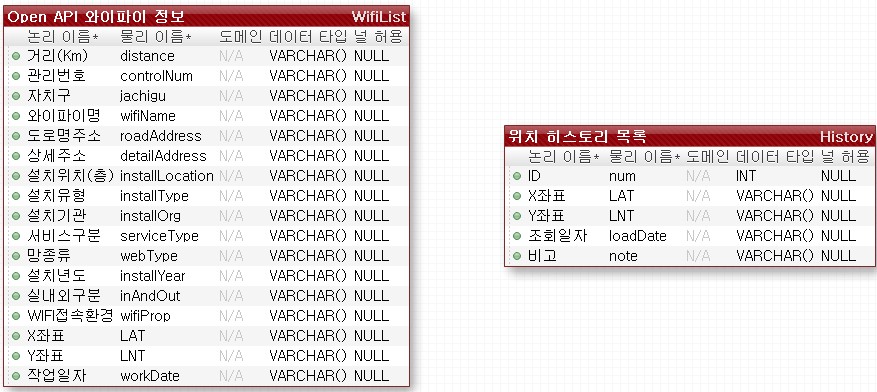 Open API 와이파이 정보 WifiList
논리 이름* 물리 이름* 도메인 데이터 타입 널 허용
거리(Km) distance N/A VARCHAR() NULL
관리번호 controlNum N/A VARCHAR() NULL
자치구 jachigu N/A VARCHAR() NULL
와이파이명 wifiName N/A VARCHAR() NULL
도로명주소 roadAddress N/A VARCHAR() NULL
상세주소 detailAddress N/A VARCHAR() NULL
설치위치(층) installLocation N/A VARCHAR() NULL
설치유형 installType N/A VARCHAR() NULL
설치기관 installOrg N/A VARCHAR() NULL
서비스구분 serviceType N/A VARCHAR() NULL
망종류 webType N/A VARCHAR() NULL
설치년도 installYear N/A VARCHAR() NULL
실내외구분 inAndOut N/A VARCHAR() NULL
WIFI접속환경 wifiProp N/A VARCHAR() NULL
X좌표 LAT N/A VARCHAR() NULL
Y좌표 LNT N/A VARCHAR() NULL
작업일자 workDate N/A VARCHAR() NULL
위치 히스토리 목록 History
논리 이름* 물리 이름* 도메인 데이터 타입 널 허용
ID num N/A INT NULL
X좌표 LAT N/A VARCHAR() NULL
Y좌표 LNT N/A VARCHAR() NULL
조회일자 loadDate N/A VARCHAR() NULL
비고 note N/A VARCHAR() NULL